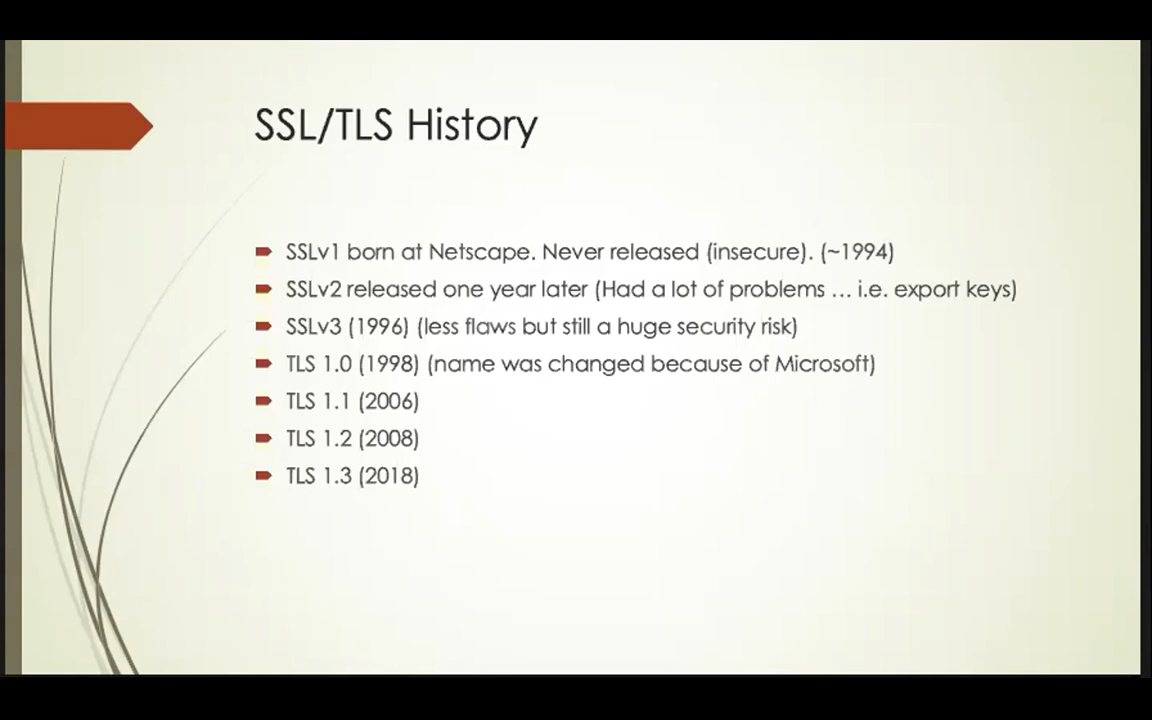 SSL/TLS History
SSLv1 born at Netscape. Never released (insecure). (~1994)
SSLv2 released one year later (Had a lot of problems ... i.e. export keys)
SSLv3 (1996) (less flaws but still a huge security risk)
TLS 1.0 (1998) (name was changed because of Microsoft)
TLS 1.1 (2006)
TLS 1.2 (2008)
TLS 1.3 (2018)